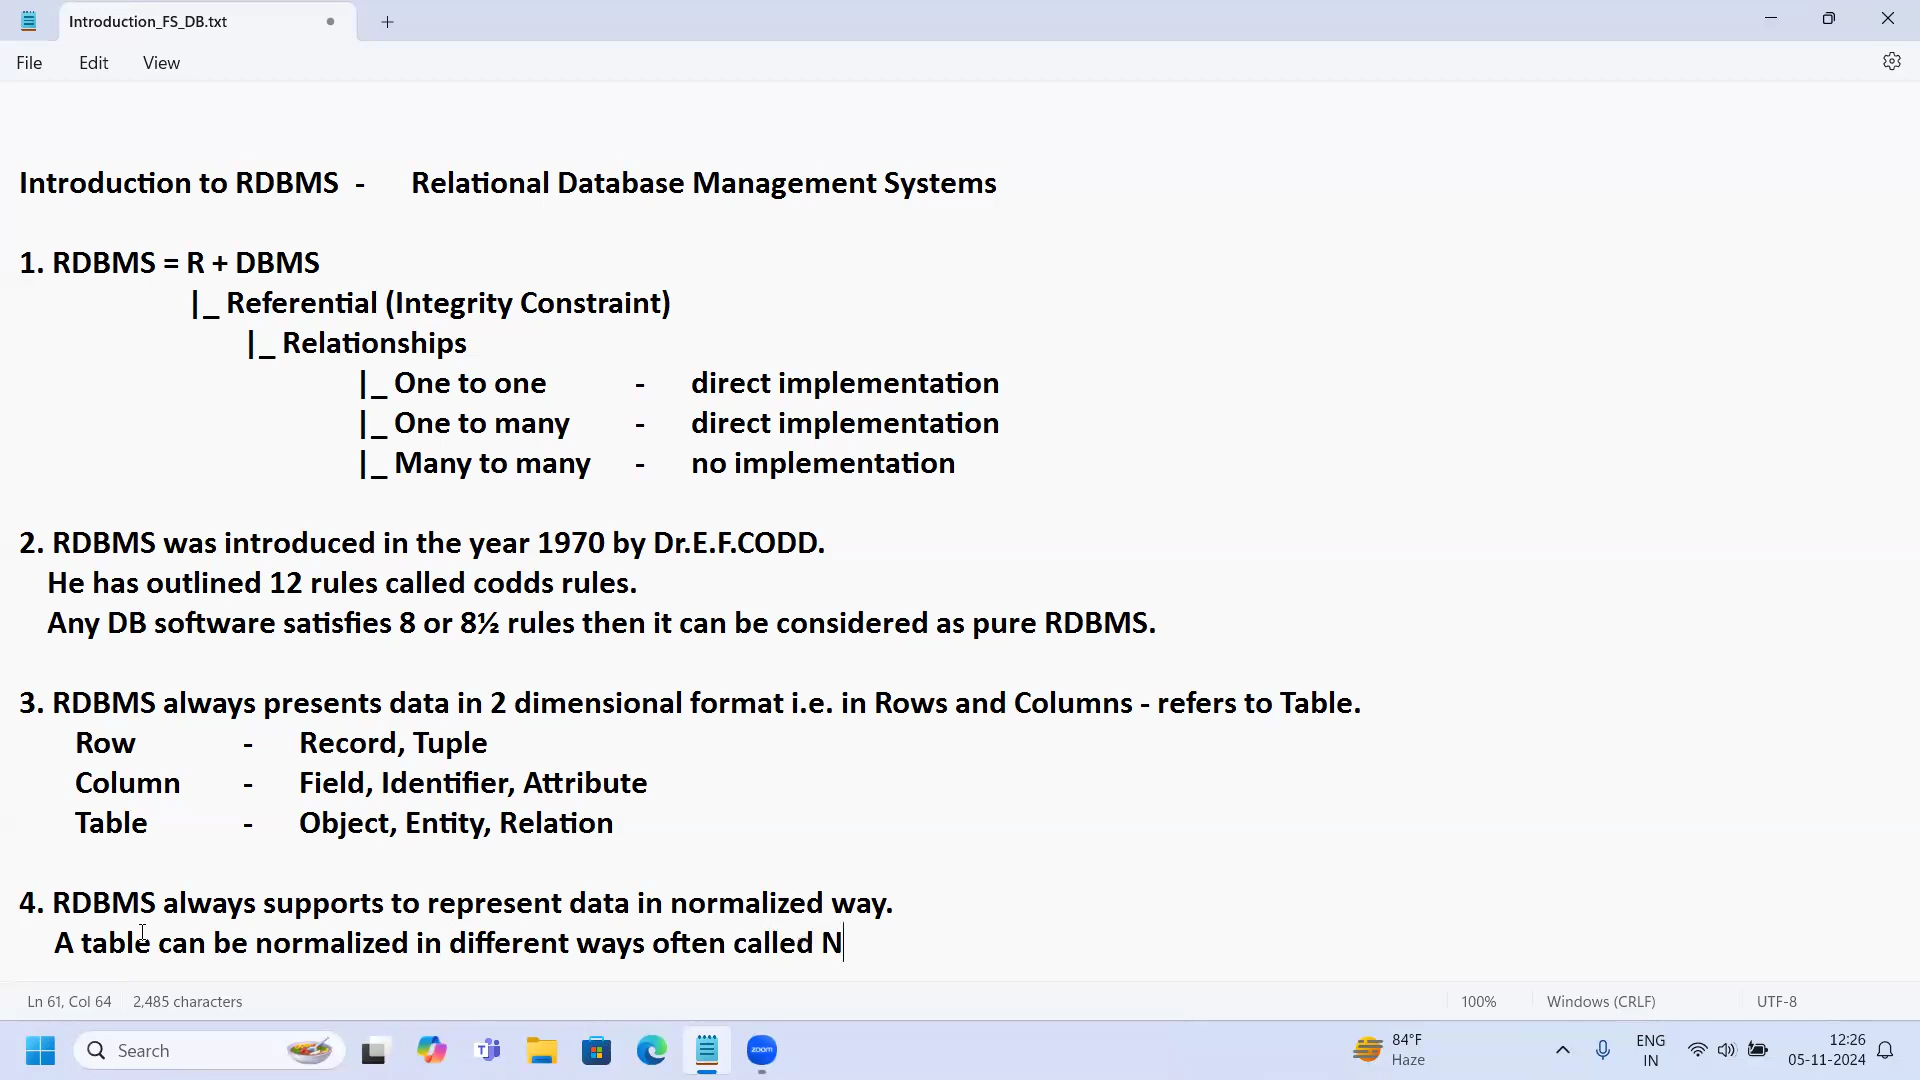 Introduction_FS_DB.txt
File Edit View
Introduction to RDBMS - Relational Database Management Systems
1. RDBMS = R + DBMS
|_ Referential (Integrity Constraint)
|_ Relationships
|_ One to one - direct implementation
|_ One to many - direct implementation
|_ Many to many - no implementation
2. RDBMS was introduced in the year 1970 by Dr.E.F.CODD.
He has outlined 12 rules called codds rules.
Any DB software satisfies 8 or 8½ rules then it can be considered as pure RDBMS.
3. RDBMS always presents data in 2 dimensional format i.e. in Rows and Columns - refers to Table.
Row - Record, Tuple
Column - Field, Identifier, Attribute
Table - Object, Entity, Relation
4. RDBMS always supports to represent data in normalized way.
A table can be normalized in different ways often called N
Ln 61, Col 64 2,485 characters 100% Windows (CRLF) UTF-8
Search zoom 84°F Haze ENG IN 12:26 05-11-2024